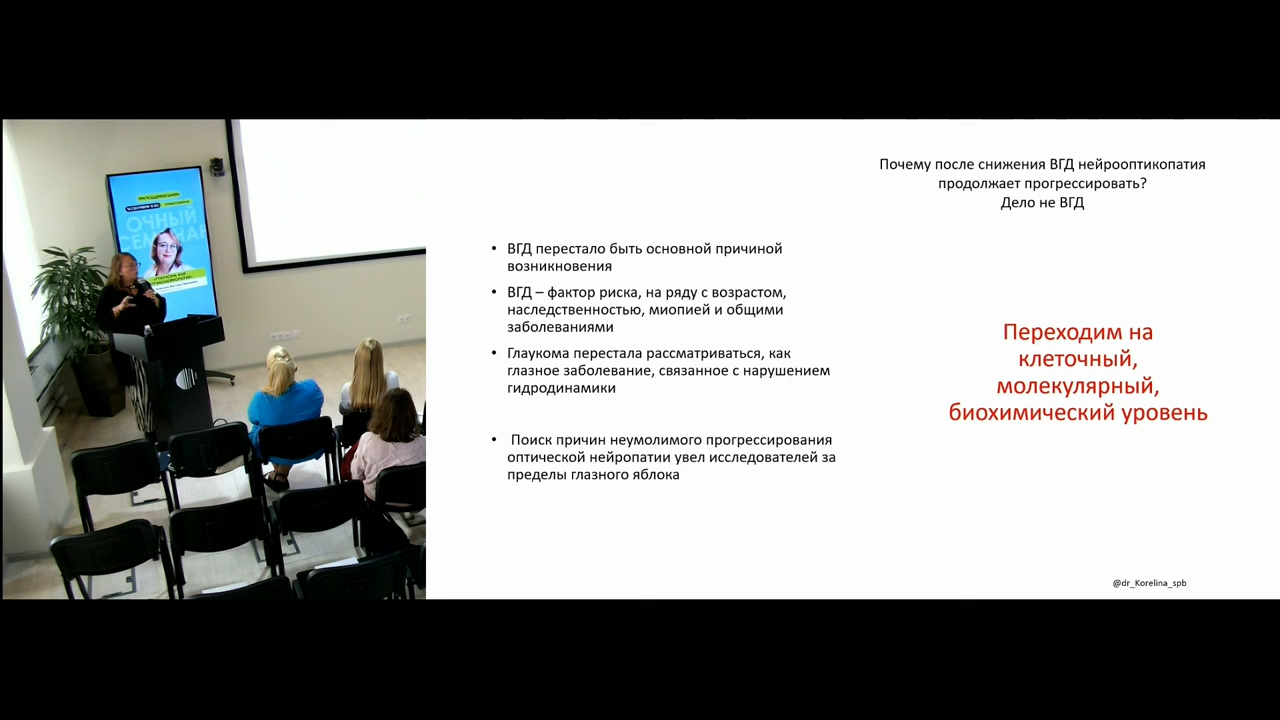 ОЧНЫЙ
СЕМИНАР
Почему после снижения ВГД нейрооптикопатия
продолжает прогрессировать?
Дело не ВГД
• ВГД перестало быть основной причиной
возникновения
• ВГД – фактор риска, на ряду с возрастом,
наследственностью, миопией и общими
заболеваниями
• Глаукома перестала рассматриваться, как
глазное заболевание, связанное с нарушением
гидродинамики
• Поиск причин неумолимого прогрессирования
оптической нейропатии увел исследователей за
пределы глазного яблока
Переходим на
клеточный,
молекулярный,
биохимический уровень
@dr_Korelina_spb